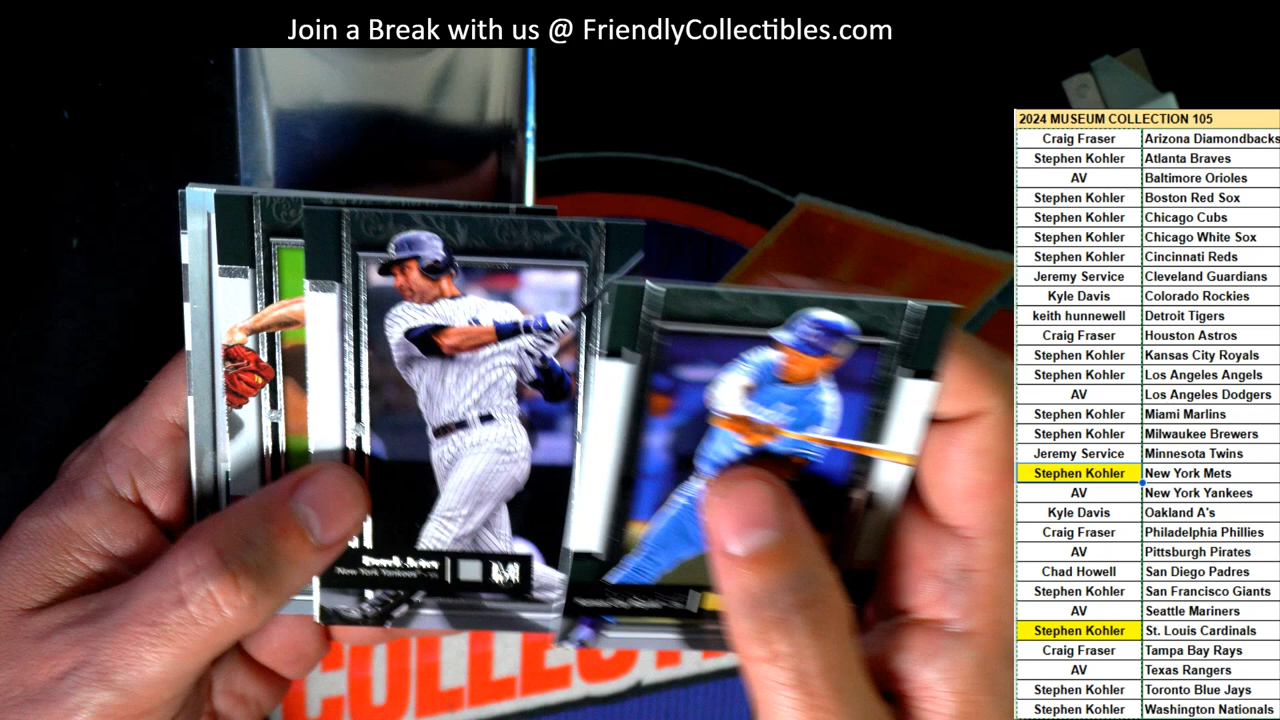 Join a Break with us @ FriendlyCollectibles.com
2024 MUSEUM COLLECTION 105
Craig Fraser Arizona Diamondbacks
Stephen Kohler Atlanta Braves
AV Baltimore Orioles
Stephen Kohler Boston Red Sox
Stephen Kohler Chicago Cubs
Stephen Kohler Chicago White Sox
Stephen Kohler Cincinnati Reds
Jeremy Service Cleveland Guardians
Kyle Davis Colorado Rockies
keith hunnewell Detroit Tigers
Craig Fraser Houston Astros
Stephen Kohler Kansas City Royals
Stephen Kohler Los Angeles Angels
AV Los Angeles Dodgers
Stephen Kohler Miami Marlins
Stephen Kohler Milwaukee Brewers
Jeremy Service Minnesota Twins
Stephen Kohler New York Mets
AV New York Yankees
Kyle Davis Oakland A's
Craig Fraser Philadelphia Phillies
AV Pittsburgh Pirates
Chad Howell San Diego Padres
Stephen Kohler San Francisco Giants
AV Seattle Mariners
Stephen Kohler St. Louis Cardinals
Craig Fraser Tampa Bay Rays
AV Texas Rangers
Stephen Kohler Toronto Blue Jays
Stephen Kohler Washington Nationals
Derek Jeter
New York Yankees
M
COLLECT